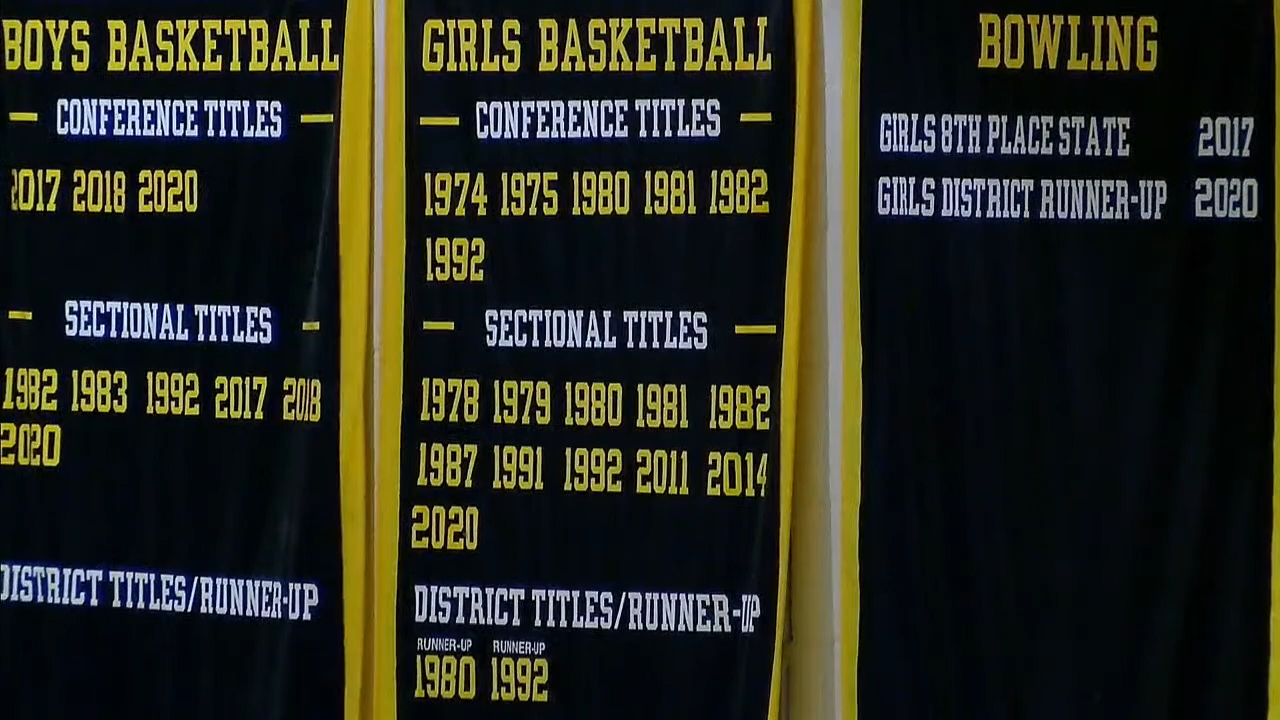 BOYS BASKETBALL
CONFERENCE TITLES
2017 2018 2020
SECTIONAL TITLES
1982 1983 1992 2017 2018
2020
DISTRICT TITLES/RUNNER-UP
GIRLS BASKETBALL
CONFERENCE TITLES
1974 1975 1980 1981 1982
1992
SECTIONAL TITLES
1978 1979 1980 1981 1982
1987 1991 1992 2011 2014
2020
DISTRICT TITLES/RUNNER-UP
RUNNER-UP RUNNER-UP
1980 1992
BOWLING
GIRLS 8TH PLACE STATE 2017
GIRLS DISTRICT RUNNER-UP 2020